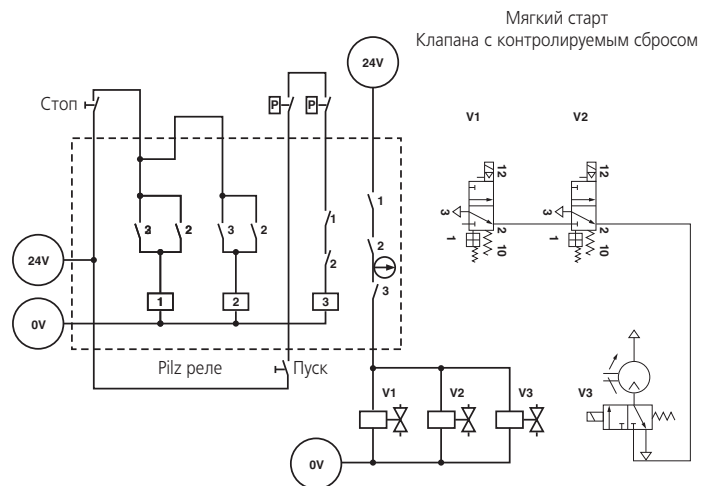 Мягкий старт
Клапана с контролируемым сбросом
24V
Стоп
P P
V1 V2
12 12
3 3
2 2
1 1
10 10
1
3 2 3 2
2
1
2
3
24V
1 2 3
0V
Pilz реле
Пуск
V1 V2 V3
V3
0V